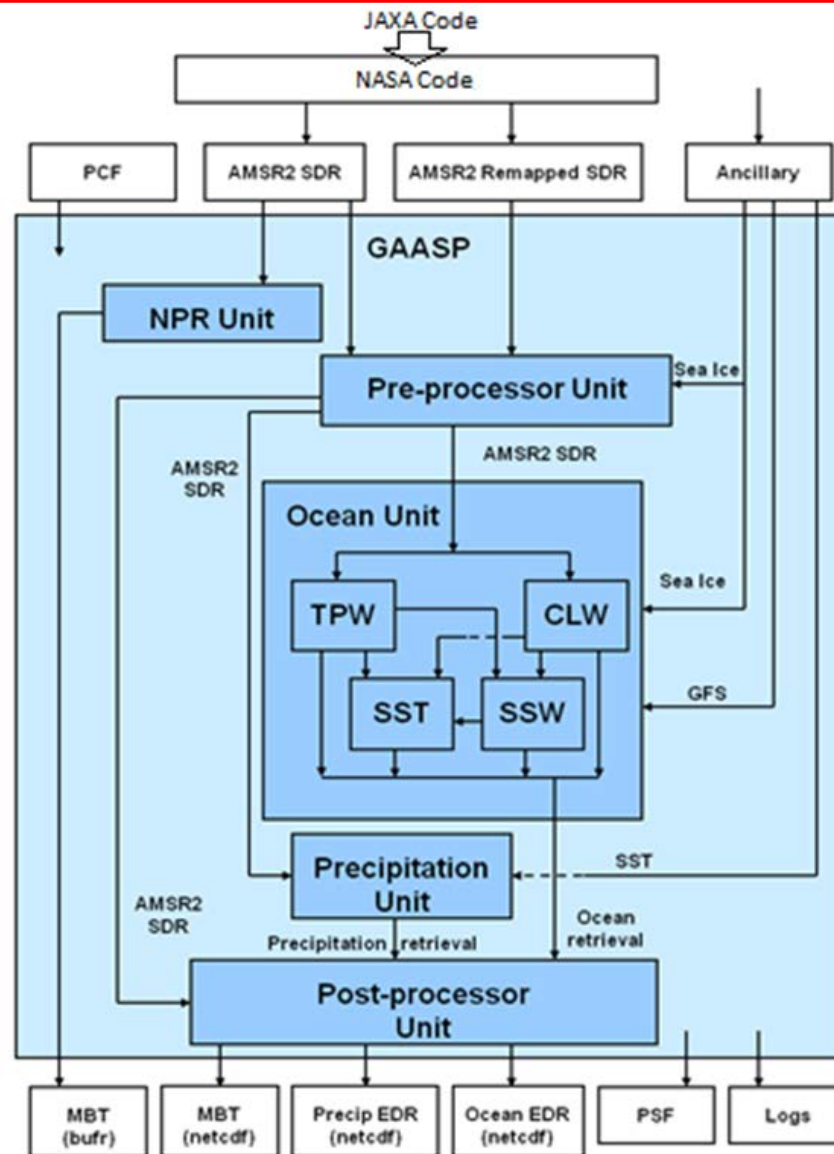 JAXA Code
NASA Code
PCF
AMSR2 SDR
AMSR2 Remapped SDR
Ancillary
GAASP
NPR Unit
Pre-processor Unit
Sea Ice
AMSR2
SDR
AMSR2 SDR
Ocean Unit
TPW
CLW
Sea Ice
SST
SSW
GFS
Precipitation
Unit
SST
AMSR2
SDR
Precipitation retrieval
Ocean
retrieval
Post-processor
Unit
MBT
(bufr)
MBT
(netcdf)
Precip EDR
(netcdf)
Ocean EDR
(netcdf)
PSF
Logs